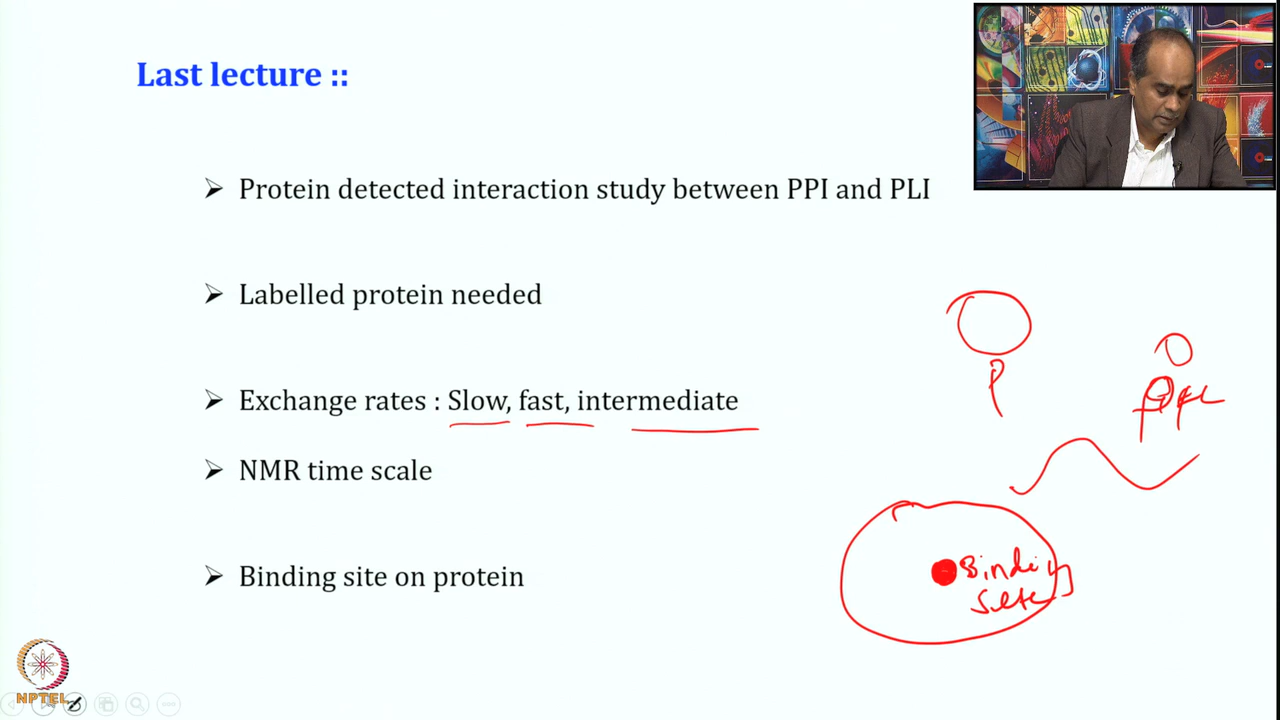 Last lecture ::
➤ Protein detected interaction study between PPI and PLI
➤ Labelled protein needed
➤ Exchange rates : Slow, fast, intermediate
➤ NMR time scale
➤ Binding site on protein
P
Binding
Site
NPTEL